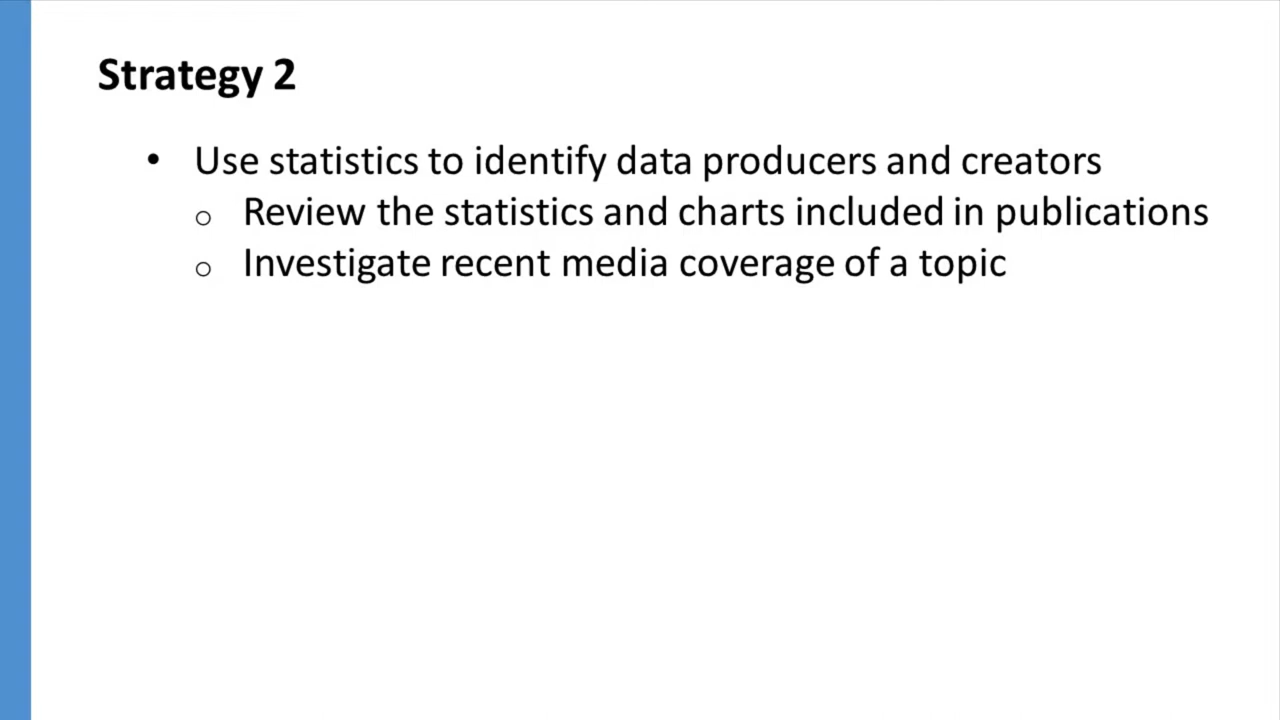 Strategy 2
• Use statistics to identify data producers and creators
o Review the statistics and charts included in publications
o Investigate recent media coverage of a topic